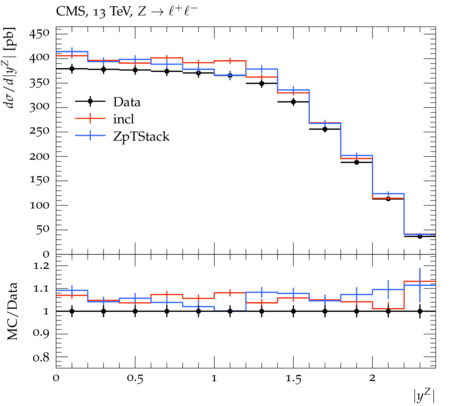 CMS, 13 TeV, Z → ℓ⁺ℓ⁻
dσ/d|y^Z| [pb]
450
400
350
300
250
200
150
100
50
0
Data
incl
ZpTStack
MC/Data
1.2
1.1
1
0.9
0.8
0 0.5 1 1.5 2
|y^Z|